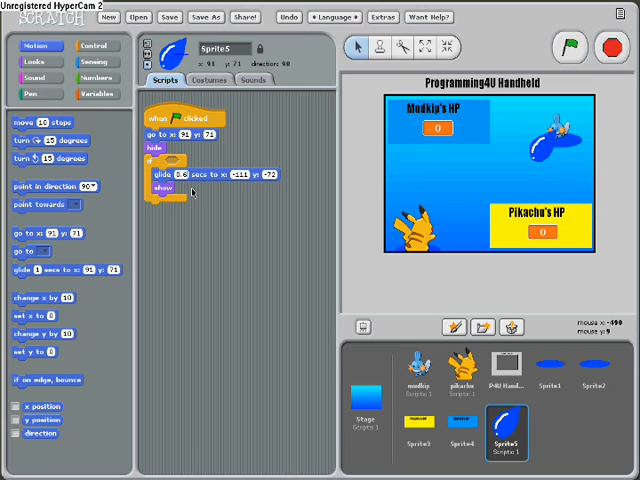 Unregistered HyperCam 2
SCRATCH
New Open Save Save As Share! Undo Language Extras Want Help?
Motion Control
Looks Sensing
Sound Numbers
Pen Variables
Sprite5
x: 91 y: 71 direction: 90
Scripts Costumes Sounds
move 10 steps
turn 15 degrees
turn 15 degrees
point in direction 90
point towards
go to x: 91 y: 71
go to
glide 1 secs to x: 91 y: 71
change x by 10
set x to 0
change y by 10
set y to 0
if on edge, bounce
x position
y position
direction
when clicked
go to x: 91 y: 71
hide
if
glide 0.6 secs to x: -111 y: -72
show
Programming4U Handheld
Mudkip's HP
0
Pikachu's HP
0
mouse x: -490
mouse y: 9
Stage
Scripts: 1
mudkip
Scripts: 1
pikachu
Scripts: 1
P4U Hand...
Sprite1
Sprite2
Sprite3
Sprite4
Sprite5
Scripts: 1